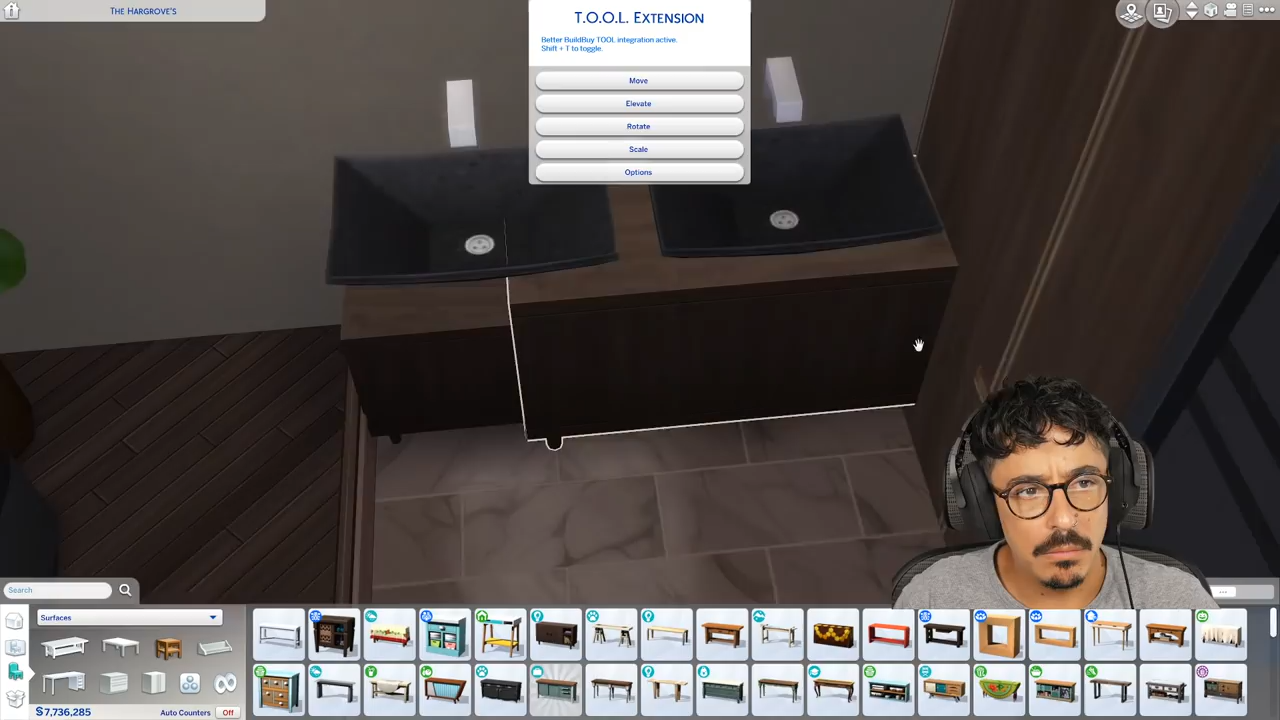 THE HARGROVE'S
T.O.O.L. EXTENSION
Better BuildBuy TOOL integration active.
Shift + T to toggle.
Move
Elevate
Rotate
Scale
Options
Search
Surfaces
$7,736,285
Auto Counters
Off